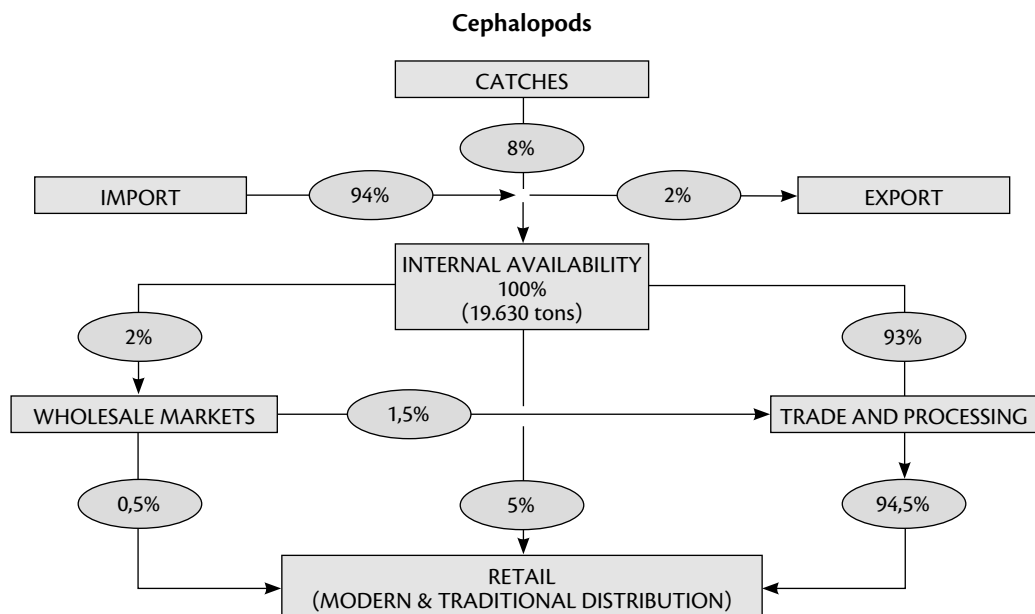 Cephalopods
CATCHES
8%
IMPORT
94%
2%
EXPORT
INTERNAL AVAILABILITY
100%
(19.630 tons)
2%
93%
WHOLESALE MARKETS
1,5%
TRADE AND PROCESSING
0,5%
5%
94,5%
RETAIL
(MODERN & TRADITIONAL DISTRIBUTION)